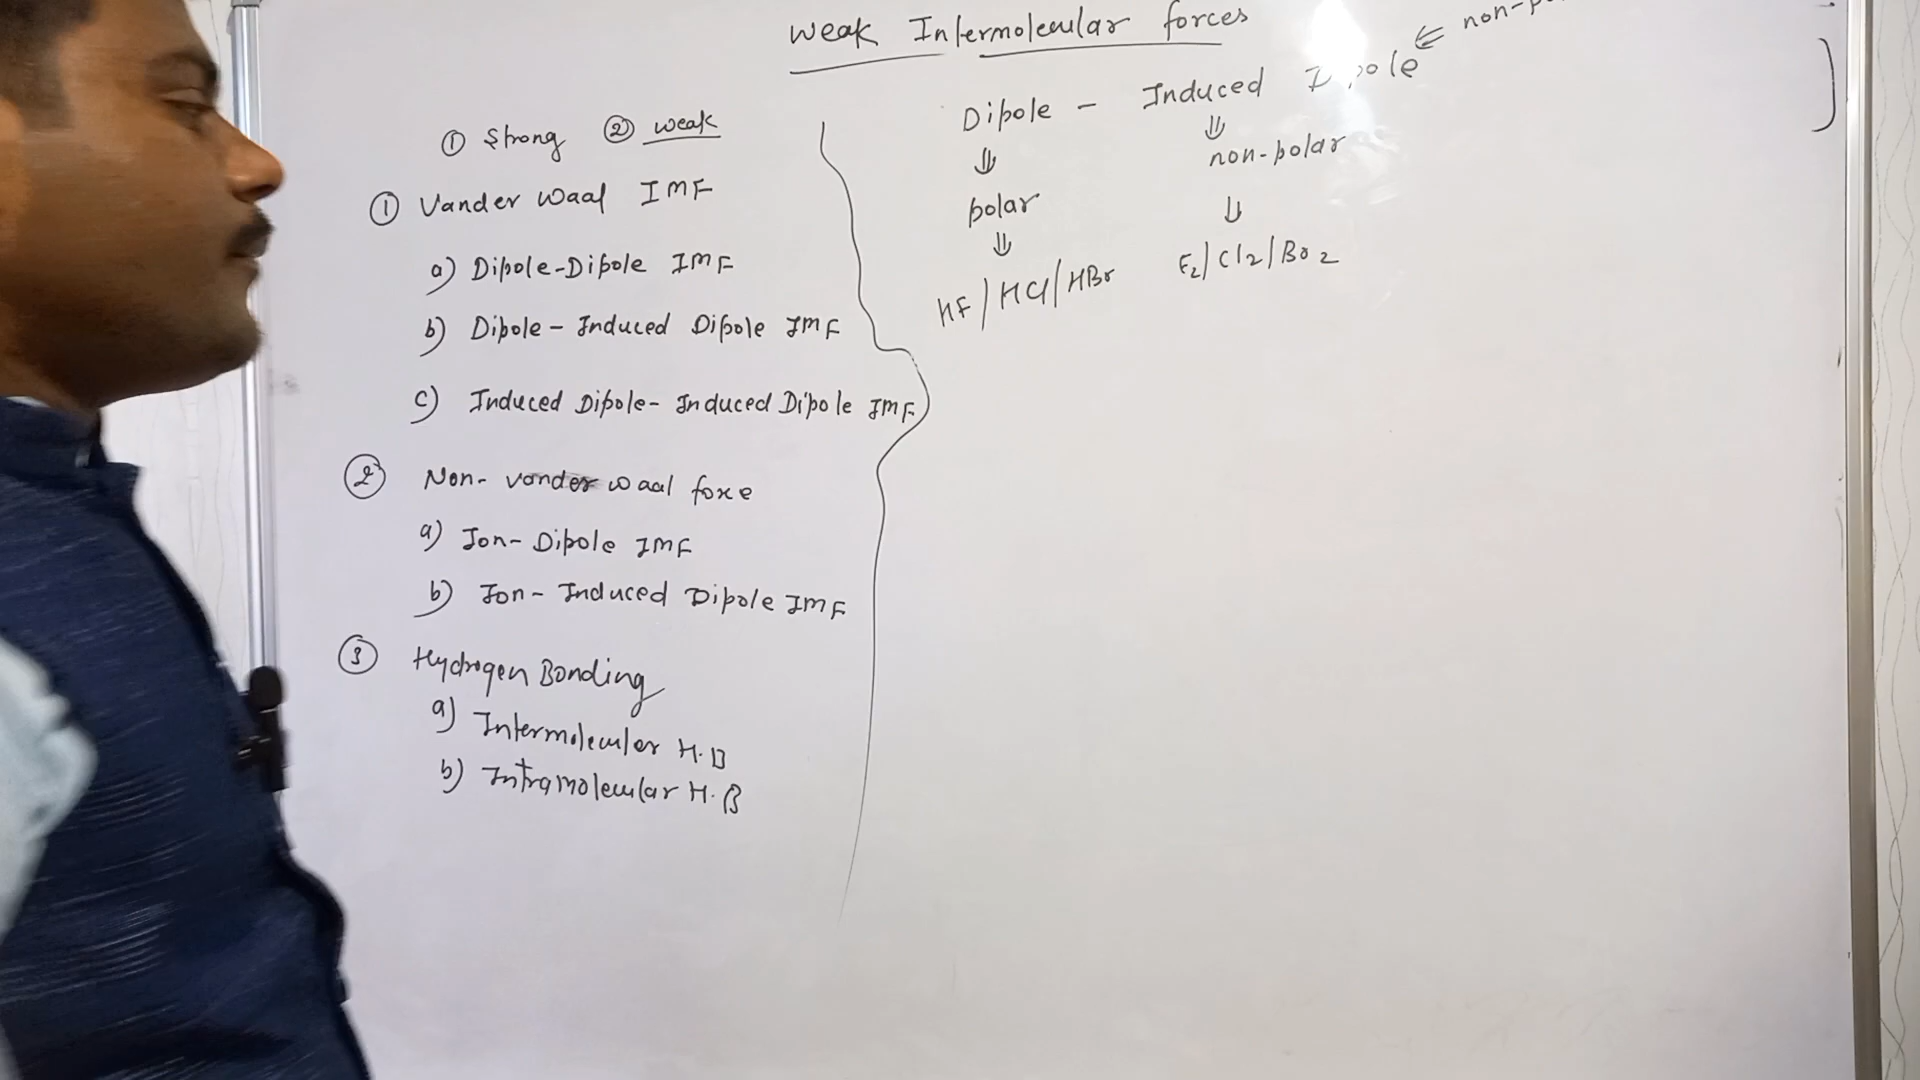 Weak Intermolecular forces
① Strong ② weak
① Vander Waal IMF
a) Dipole-Dipole IMF
b) Dipole - Induced Dipole IMF
c) Induced Dipole - Induced Dipole IMF
② Non-vander waal force
a) Ion-Dipole IMF
b) Ion - Induced Dipole IMF
③ Hydrogen Bonding
a) Intermolecular H.B
b) Intramolecular H.B
Dipole - Induced Dipole ⇐ non-
⇓ ⇓
polar non-polar
⇓ ⇓
HF/HCl/HBr F2/Cl2/Br2